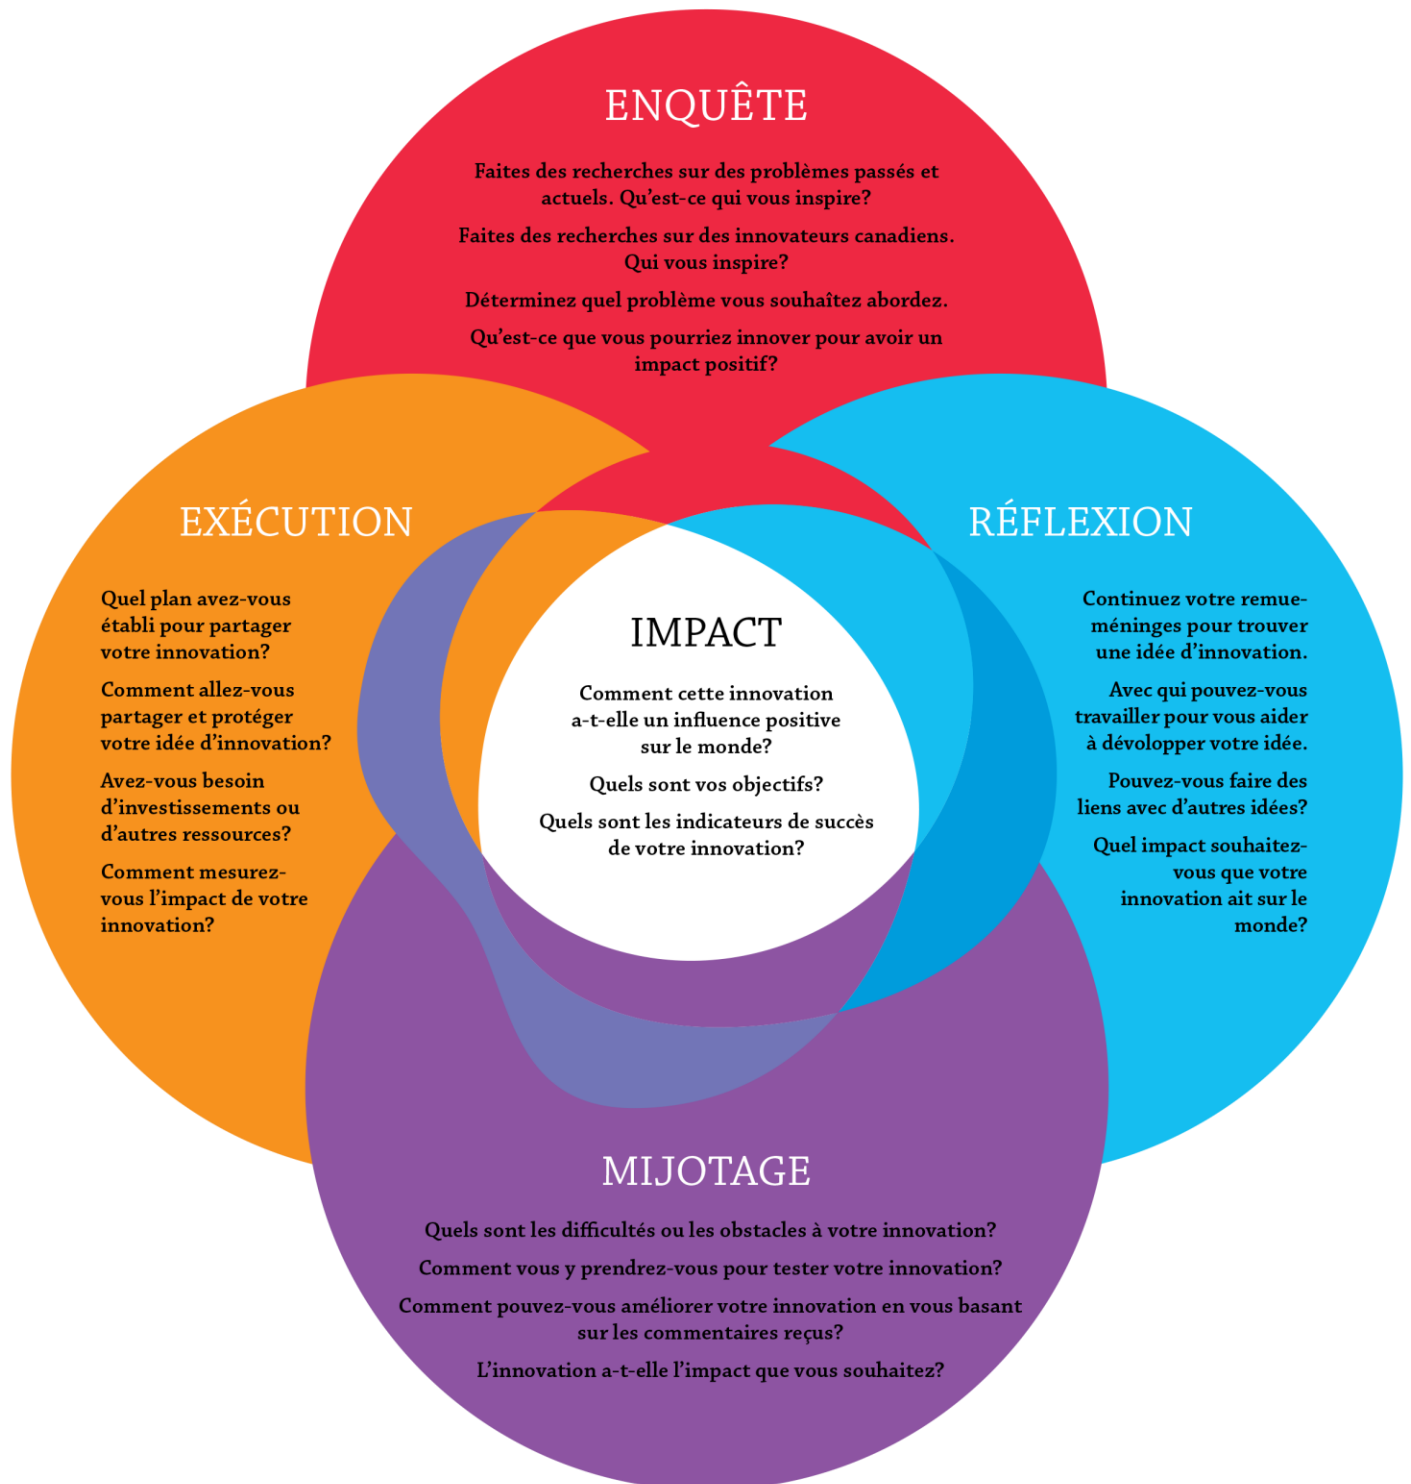 ENQUÊTE
Faites des recherches sur des problèmes passés et
actuels. Qu’est-ce qui vous inspire?
Faites des recherches sur des innovateurs canadiens.
Qui vous inspire?
Déterminez quel problème vous souhaîtez abordez.
Qu’est-ce que vous pourriez innover pour avoir un
impact positif?
EXÉCUTION
Quel plan avez-vous
établi pour partager
votre innovation?
Comment allez-vous
partager et protéger
votre idée d’innovation?
Avez-vous besoin
d’investissements ou
d’autres ressources?
Comment mesurez-
vous l’impact de votre
innovation?
IMPACT
Comment cette innovation
a-t-elle un influence positive
sur le monde?
Quels sont vos objectifs?
Quels sont les indicateurs de succès
de votre innovation?
RÉFLEXION
Continuez votre remue-
méninges pour trouver
une idée d’innovation.
Avec qui pouvez-vous
travailler pour vous aider
à dévolopper votre idée.
Pouvez-vous faire des
liens avec d’autres idées?
Quel impact souhaitez-
vous que votre
innovation ait sur le
monde?
MIJOTAGE
Quels sont les difficultés ou les obstacles à votre innovation?
Comment vous y prendrez-vous pour tester votre innovation?
Comment pouvez-vous améliorer votre innovation en vous basant
sur les commentaires reçus?
L’innovation a-t-elle l’impact que vous souhaitez?